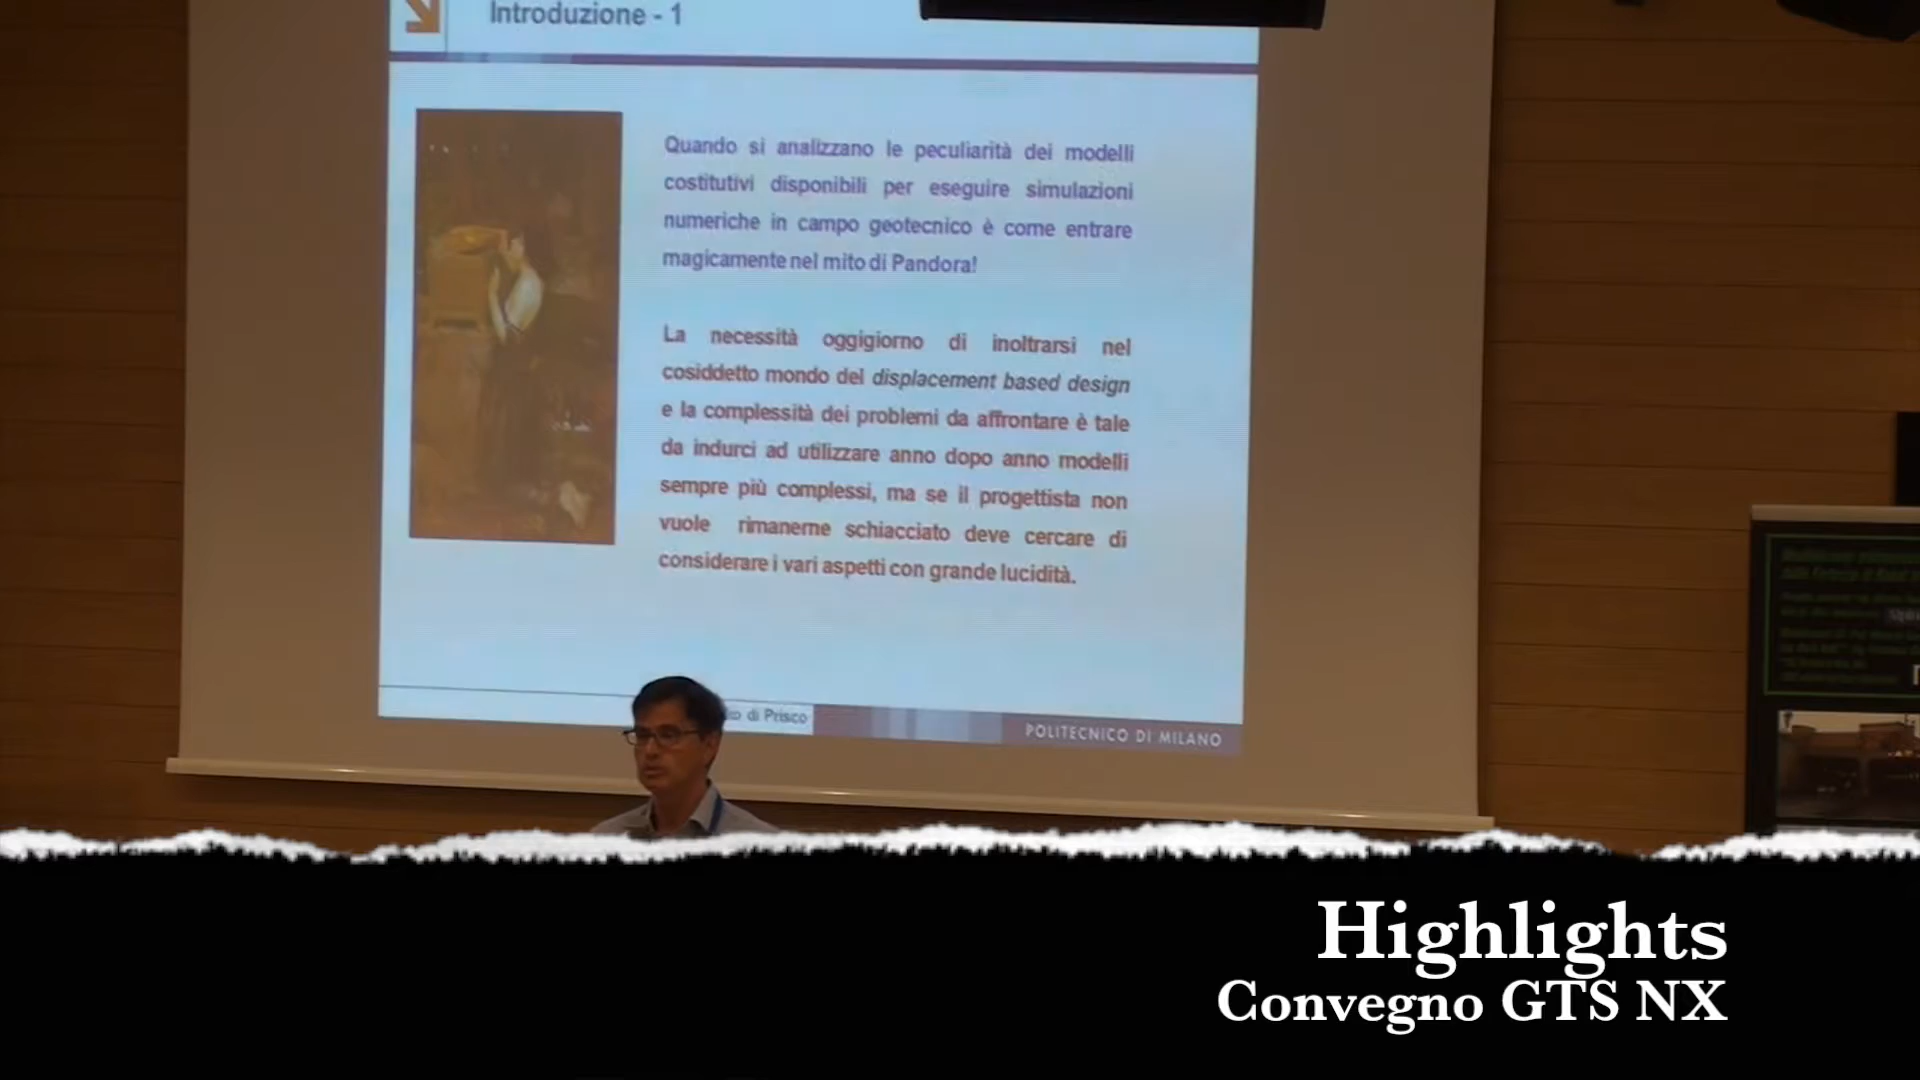 Introduzione - 1
Quando si analizzano le peculiarità dei modelli
costitutivi disponibili per eseguire simulazioni
numeriche in campo geotecnico è come entrare
magicamente nel mito di Pandora!
La necessità oggigiorno di inoltrarsi nel
cosiddetto mondo del displacement based design
e la complessità dei problemi da affrontare è tale
da indurci ad utilizzare anno dopo anno modelli
sempre più complessi, ma se il progettista non
vuole rimanerne schiacciato deve cercare di
considerare i vari aspetti con grande lucidità.
di Prisco
POLITECNICO DI MILANO
Highlights
Convegno GTS NX